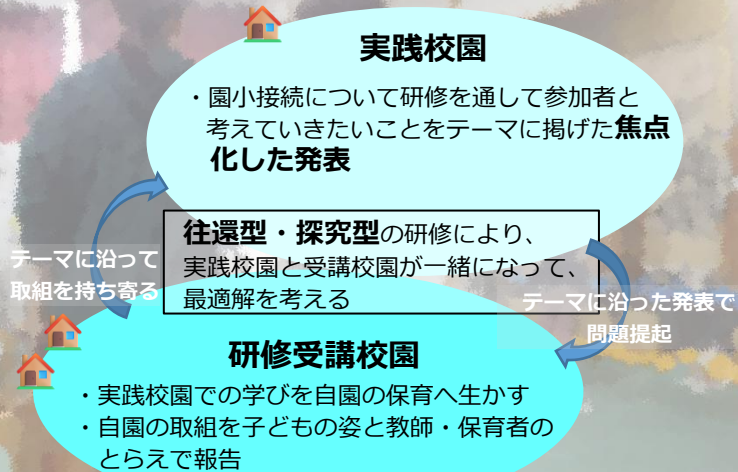 実践校園
・園小接続について研修を通して参加者と
考えていきたいことをテーマに掲げた焦点
化した発表
往還型・探究型の研修により、
実践校園と受講校園が一緒になって、
最適解を考える
テーマに沿って
取組を持ち寄る
テーマに沿った発表で
問題提起
研修受講校園
・実践校園での学びを自園の保育へ生かす
・自園の取組を子どもの姿と教師・保育者の
とらえで報告